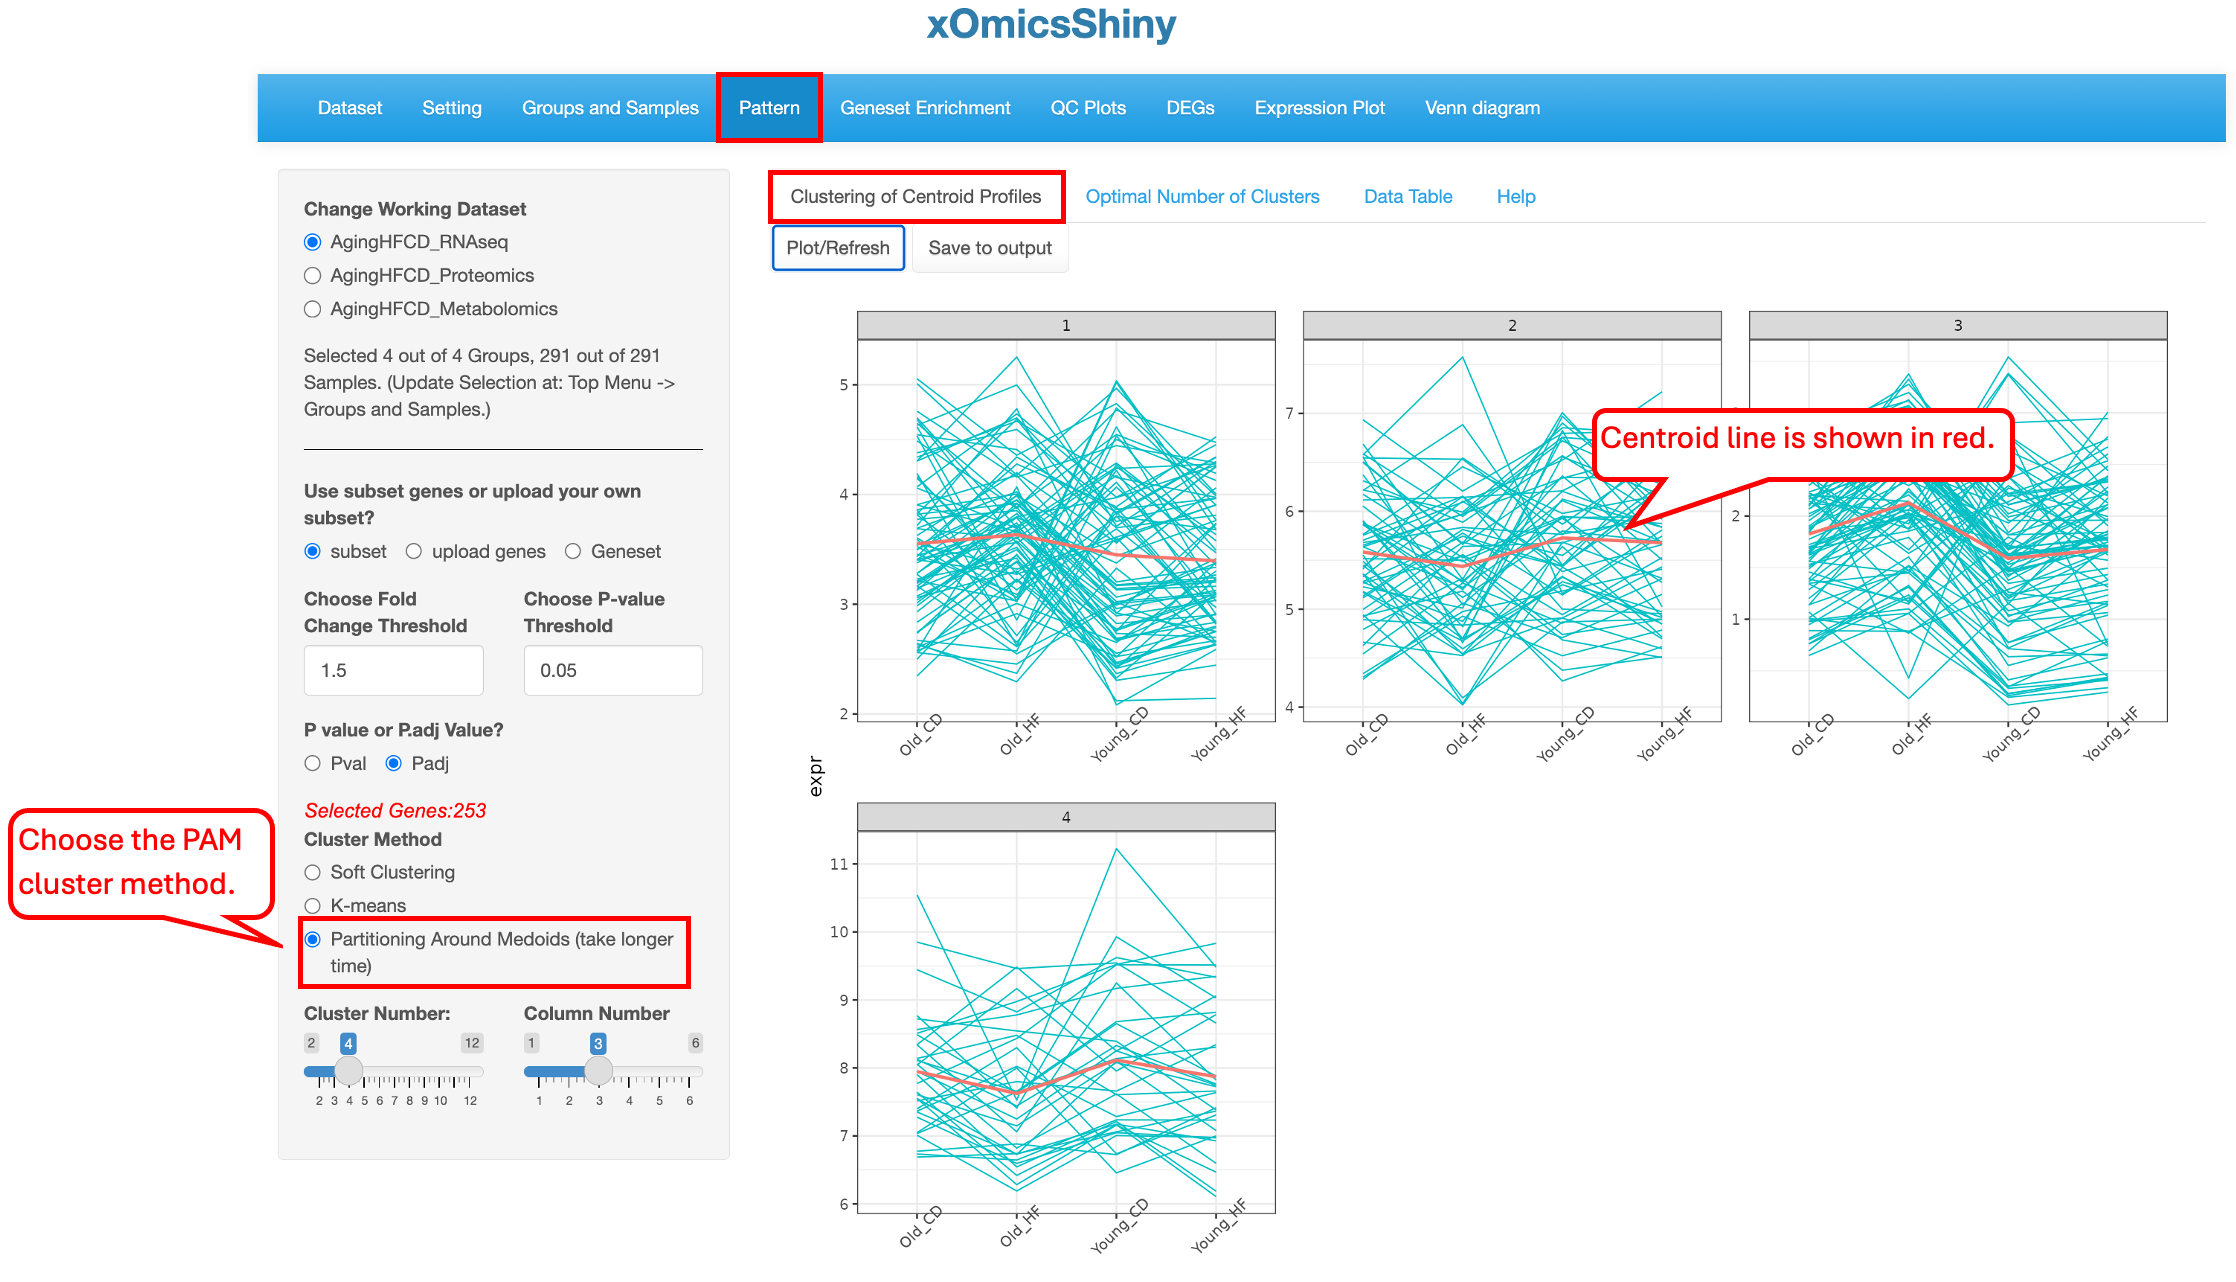 xOmicsShiny
Dataset Setting Groups and Samples Pattern Geneset Enrichment QC Plots DEGs Expression Plot Venn diagram
Change Working Dataset
AgingHFCD_RNAseq
AgingHFCD_Proteomics
AgingHFCD_Metabolomics
Selected 4 out of 4 Groups, 291 out of 291
Samples. (Update Selection at: Top Menu ->
Groups and Samples.)
Use subset genes or upload your own
subset?
subset upload genes Geneset
Choose Fold
Change Threshold
Choose P-value
Threshold
1.5
0.05
P value or P.adj Value?
Pval Padj
Selected Genes:253
Cluster Method
Soft Clustering
K-means
Partitioning Around Medoids (take longer
time)
Choose the PAM
cluster method.
Cluster Number:
2 4 12
2 3 4 5 6 7 8 9 10 12
Column Number
1 3 6
1 2 3 4 5 6
Clustering of Centroid Profiles Optimal Number of Clusters Data Table Help
Plot/Refresh Save to output
expr
1
5
4
3
2
Old_CD Old_HF Young_CD Young_HF
2
7
6
5
4
Old_CD Old_HF Young_CD Young_HF
3
2
1
Old_CD Old_HF Young_CD Young_HF
Centroid line is shown in red.
4
11
10
9
8
7
6
Old_CD Old_HF Young_CD Young_HF